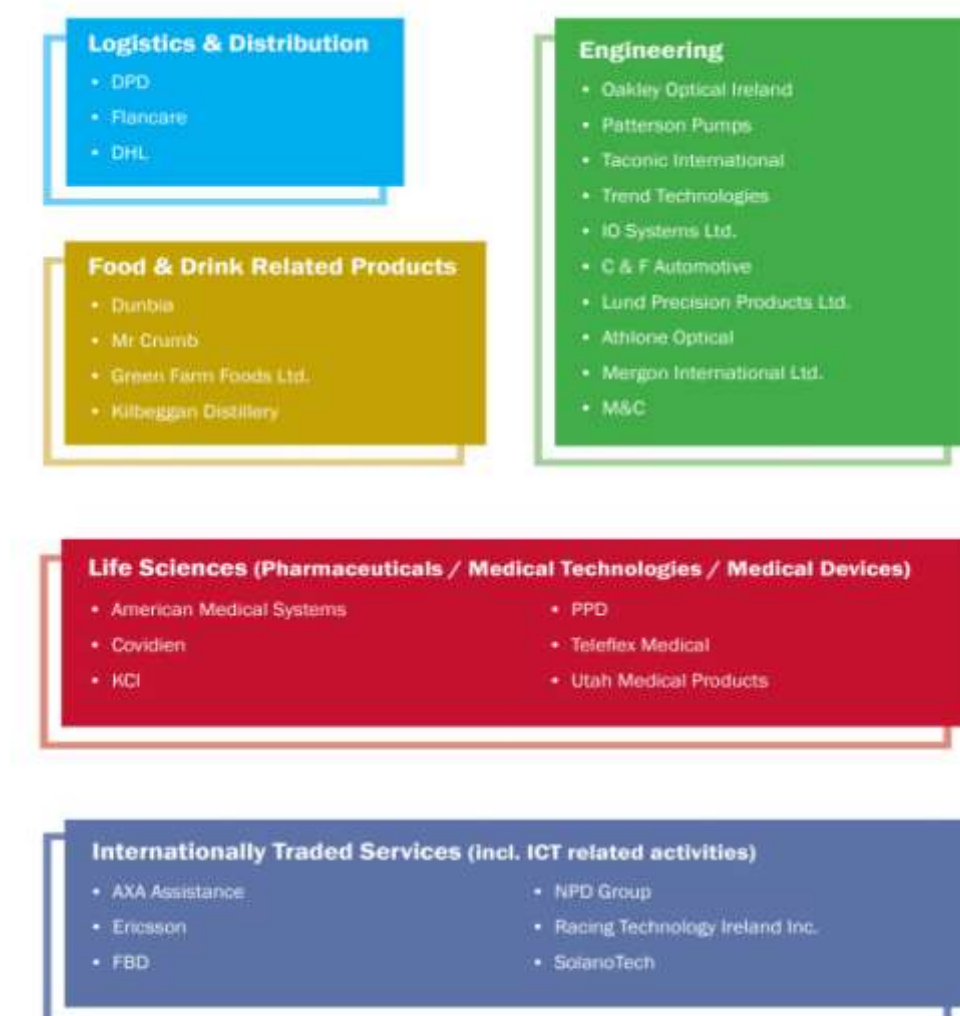 Logistics & Distribution
• DPD
• Flancare
• DHL
Food & Drink Related Products
• Dunbia
• Mr Crumb
• Green Farm Foods Ltd.
• Kilbeggan Distillery
Engineering
• Oakley Optical Ireland
• Patterson Pumps
• Taconic International
• Trend Technologies
• IO Systems Ltd.
• C & F Automotive
• Lund Precision Products Ltd.
• Athlone Optical
• Mergon International Ltd.
• M&C
Life Sciences (Pharmaceuticals / Medical Technologies / Medical Devices)
• American Medical Systems
• Covidien
• KCI
• PPD
• Teleflex Medical
• Utah Medical Products
Internationally Traded Services (incl. ICT related activities)
• AXA Assistance
• Ericsson
• FBD
• NPD Group
• Racing Technology Ireland Inc.
• SolanoTech